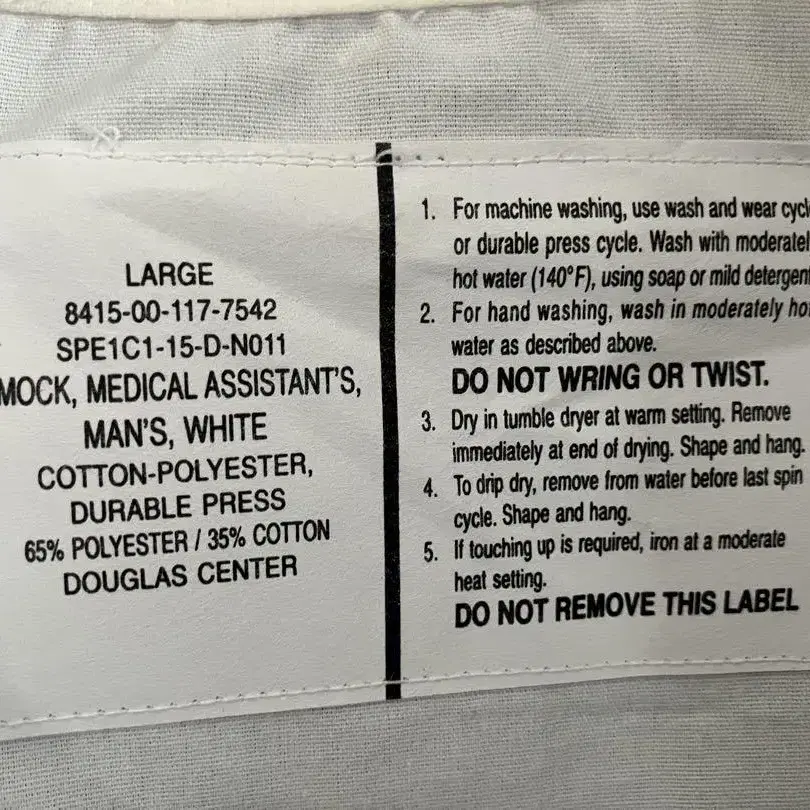 LARGE
8415-00-117-7542
SPE1C1-15-D-N011
MOCK, MEDICAL ASSISTANT'S,
MAN'S, WHITE
COTTON-POLYESTER,
DURABLE PRESS
65% POLYESTER / 35% COTTON
DOUGLAS CENTER
1. For machine washing, use wash and wear cycl
or durable press cycle. Wash with moderatel
hot water (140°F), using soap or mild detergent
2. For hand washing, wash in moderately ho
water as described above.
DO NOT WRING OR TWIST.
3. Dry in tumble dryer at warm setting. Remove
immediately at end of drying. Shape and hang.
4. To drip dry, remove from water before last spin
cycle. Shape and hang.
5. If touching up is required, iron at a moderate
heat setting.
DO NOT REMOVE THIS LABEL